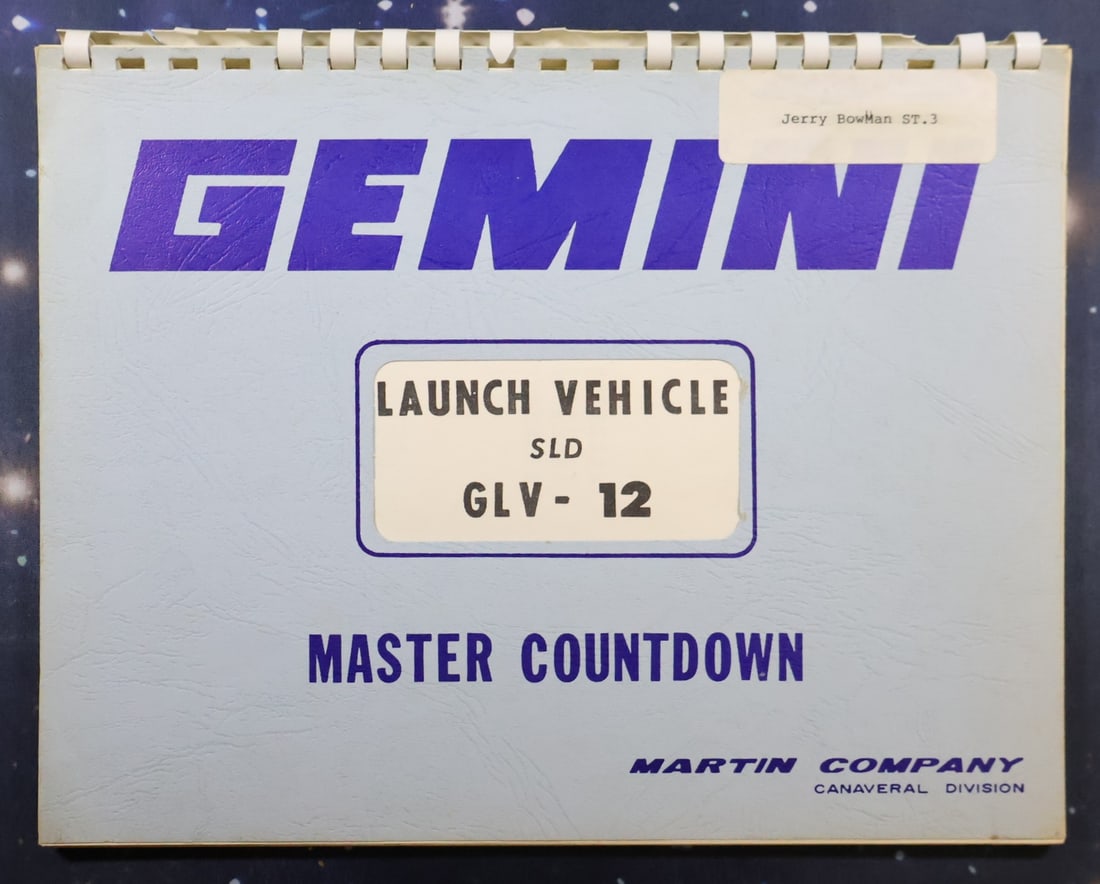 Jerry BowMan ST.3
GEMINI
LAUNCH VEHICLE
SLD
GLV- 12
MASTER COUNTDOWN
MARTIN COMPANY
CANAVERAL DIVISION